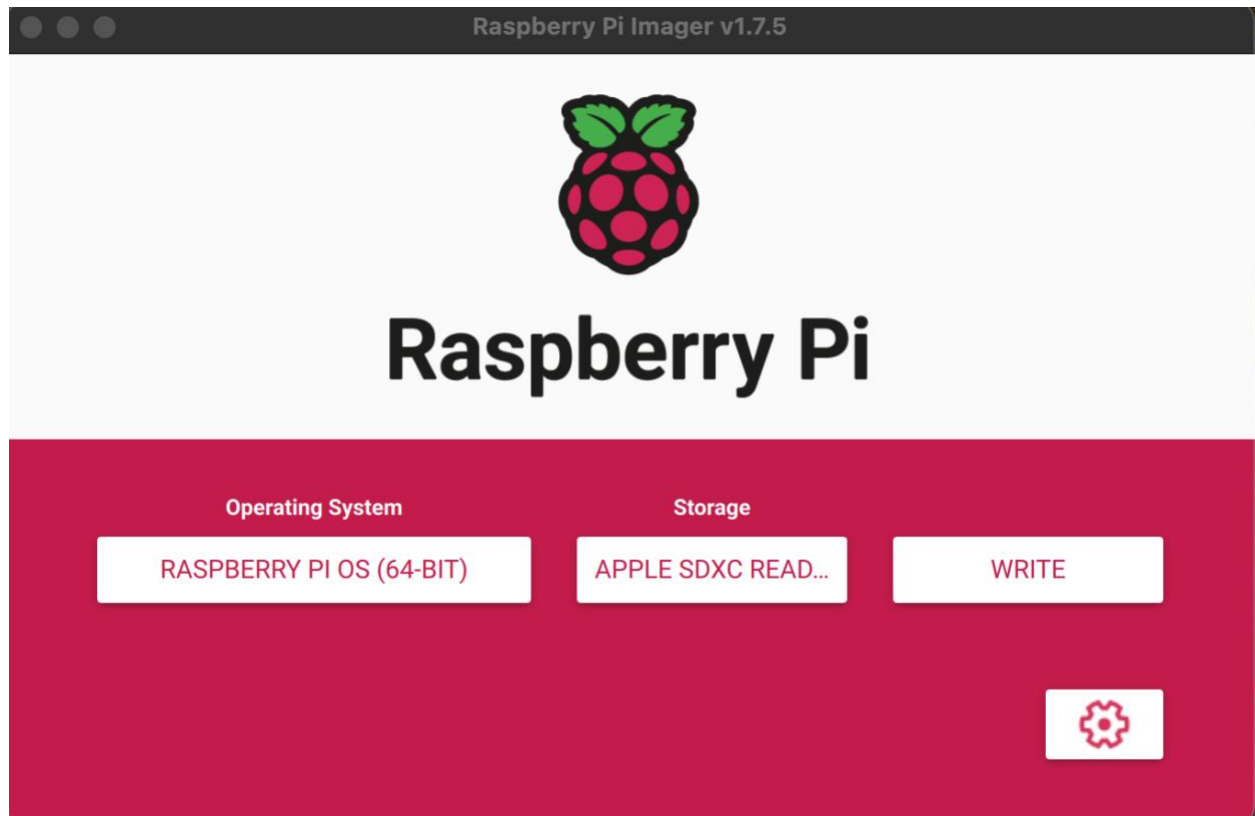 Raspberry Pi Imager v1.7.5
Raspberry Pi
Operating System
Storage
RASPBERRY PI OS (64-BIT)
APPLE SDXC READ...
WRITE